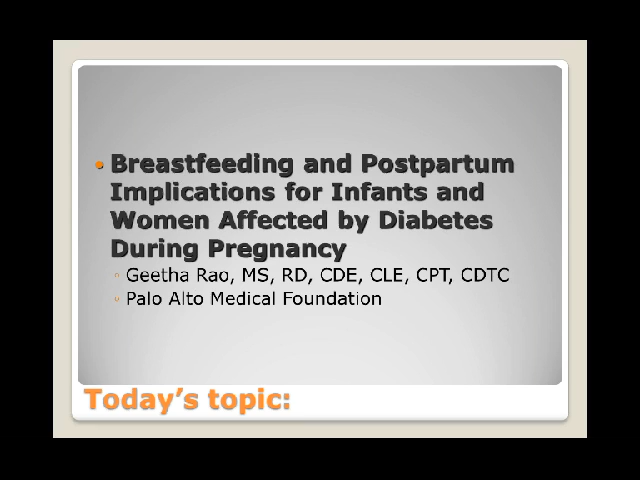 Breastfeeding and Postpartum
Implications for Infants and
Women Affected by Diabetes
During Pregnancy
Geetha Rao, MS, RD, CDE, CLE, CPT, CDTC
Palo Alto Medical Foundation
Today's topic: